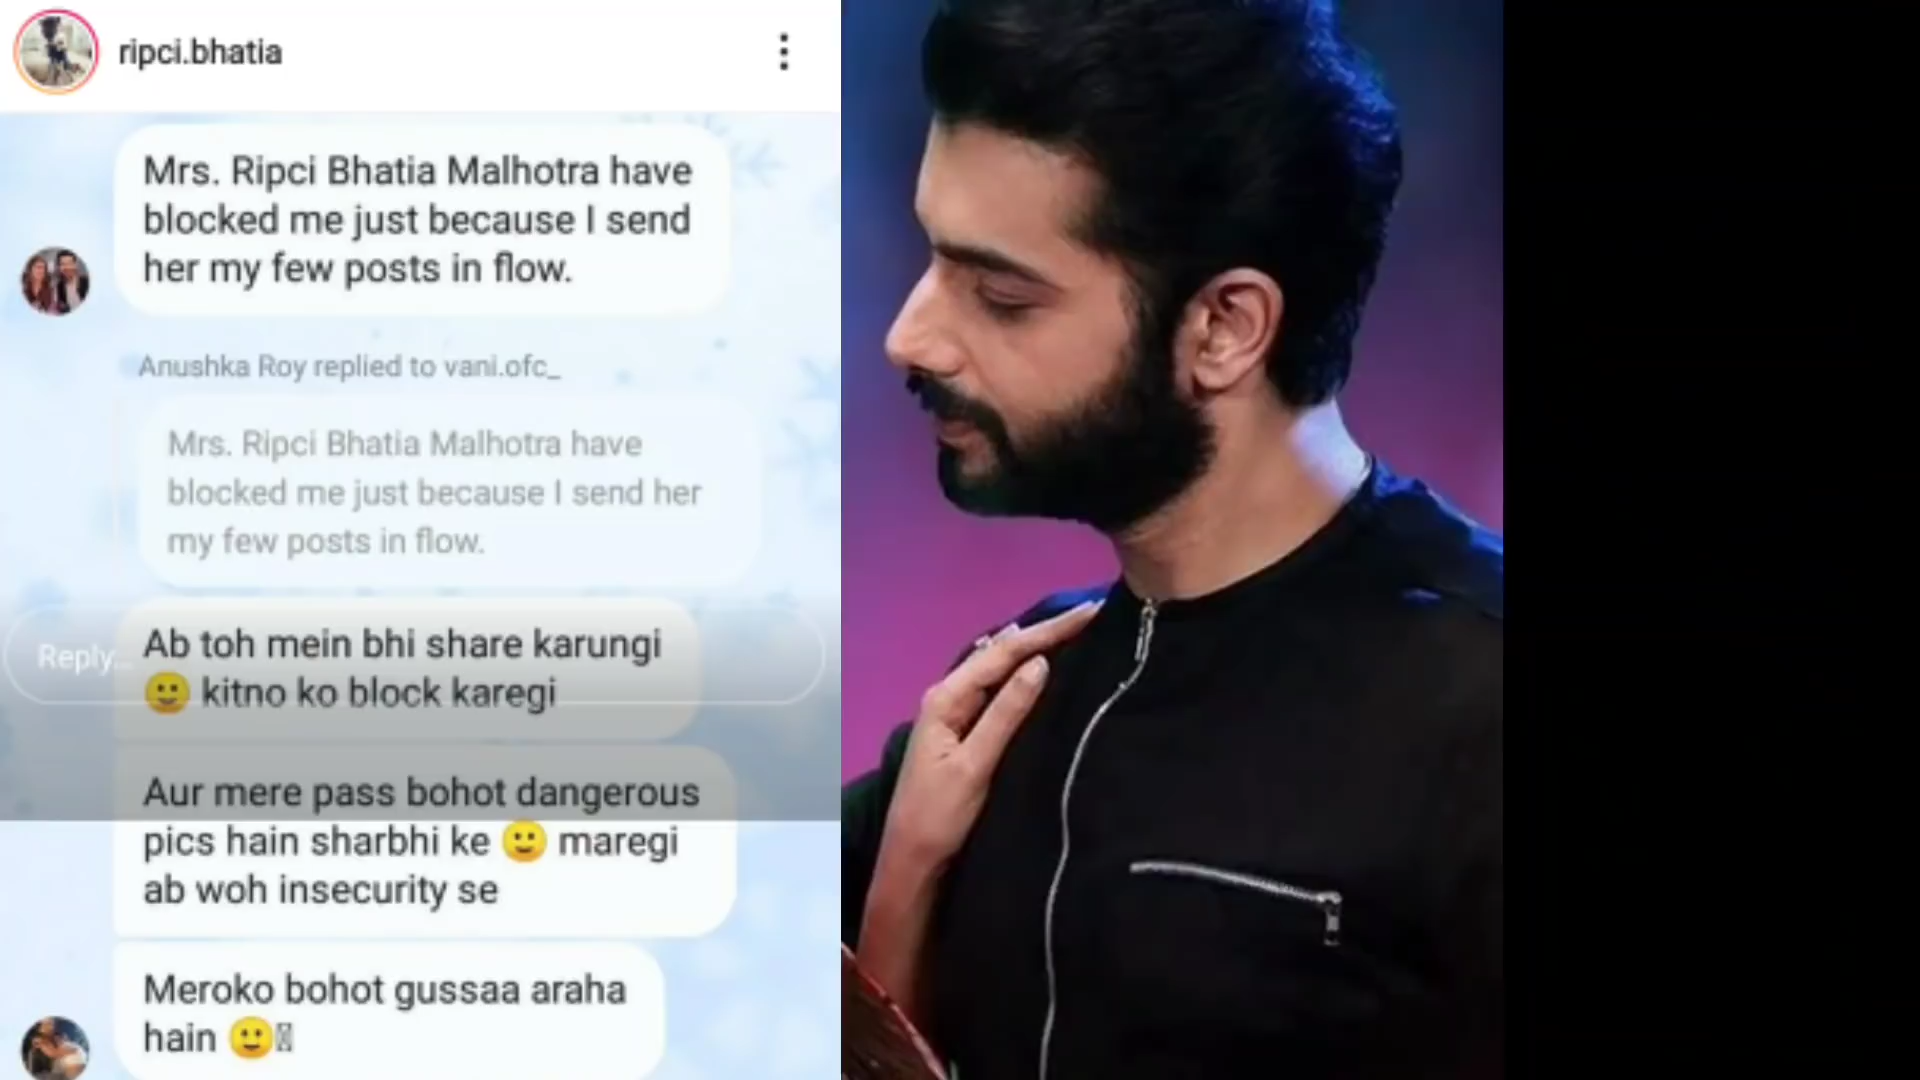 ripci.bhatia
Mrs. Ripci Bhatia Malhotra have
blocked me just because I send
her my few posts in flow.
Anushka Roy replied to vani.ofc_
Mrs. Ripci Bhatia Malhotra have
blocked me just because I send her
my few posts in flow.
Reply...
Ab toh mein bhi share karungi
🙂 kitno ko block karegi
Aur mere pass bohot dangerous
pics hain sharbhi ke 🙂 maregi
ab woh insecurity se
Meroko bohot gussaa araha
hain 🙂